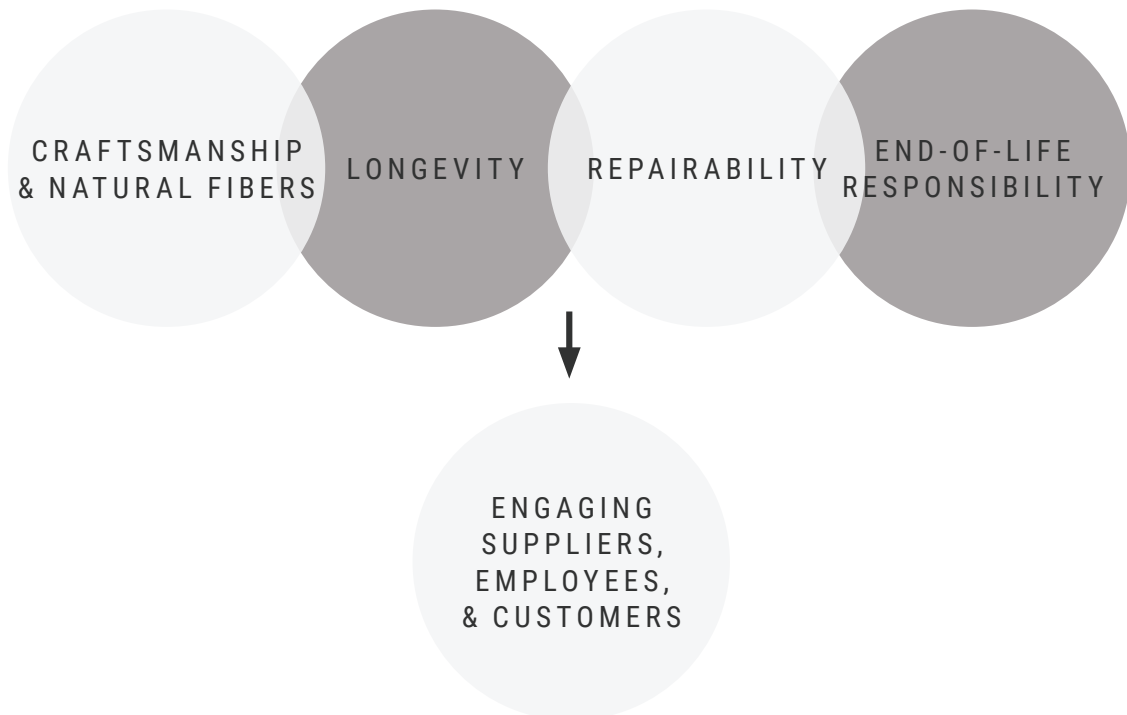 CRAFTSMANSHIP
& NATURAL FIBERS
LONGEVITY
REPAIRABILITY
END-OF-LIFE
RESPONSIBILITY
ENGAGING
SUPPLIERS,
EMPLOYEES,
& CUSTOMERS